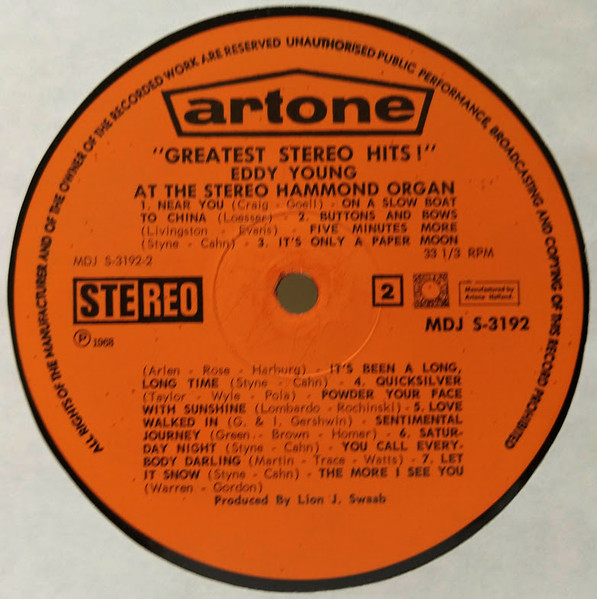 ALL RIGHTS OF THE MANUFACTURER AND OF THE OWNER OF THE RECORDED WORK ARE RESERVED UNAUTHORISED PUBLIC PERFORMANCE, BROADCASTING AND COPYING OF THIS RECORD PROHIBITED
artone
"GREATEST STEREO HITS!"
EDDY YOUNG
AT THE STEREO HAMMOND ORGAN
1. NEAR YOU (Craig - Goell) - ON A SLOW BOAT
TO CHINA (Loesser) 2. BUTTONS AND BOWS
(Livingston - Evans) - FIVE MINUTES MORE
(Styne - Cahn) - 3. IT'S ONLY A PAPER MOON
MDJ S-3192-2
33 1/3 RPM
STEREO
2
Manufactured by
Artone Holland.
MDJ S-3192
Ⓟ 1968
(Arlen - Rose - Harburg) - IT'S BEEN A LONG,
LONG TIME (Styne - Cahn) - 4. QUICKSILVER
(Taylor - Wyle - Pola) - POWDER YOUR FACE
WITH SUNSHINE (Lombardo - Rochinski) - 5. LOVE
WALKED IN (G. & I. Gershwin) - SENTIMENTAL
JOURNEY (Green - Brown - Homer) - 6. SATUR-
DAY NIGHT (Styne - Cahn) - YOU CALL EVERY-
BODY DARLING (Martin - Trace - Watts) - 7. LET
IT SNOW (Styne - Cahn) - THE MORE I SEE YOU
(Warren - Gordon)
Produced By Lion J. Swaab